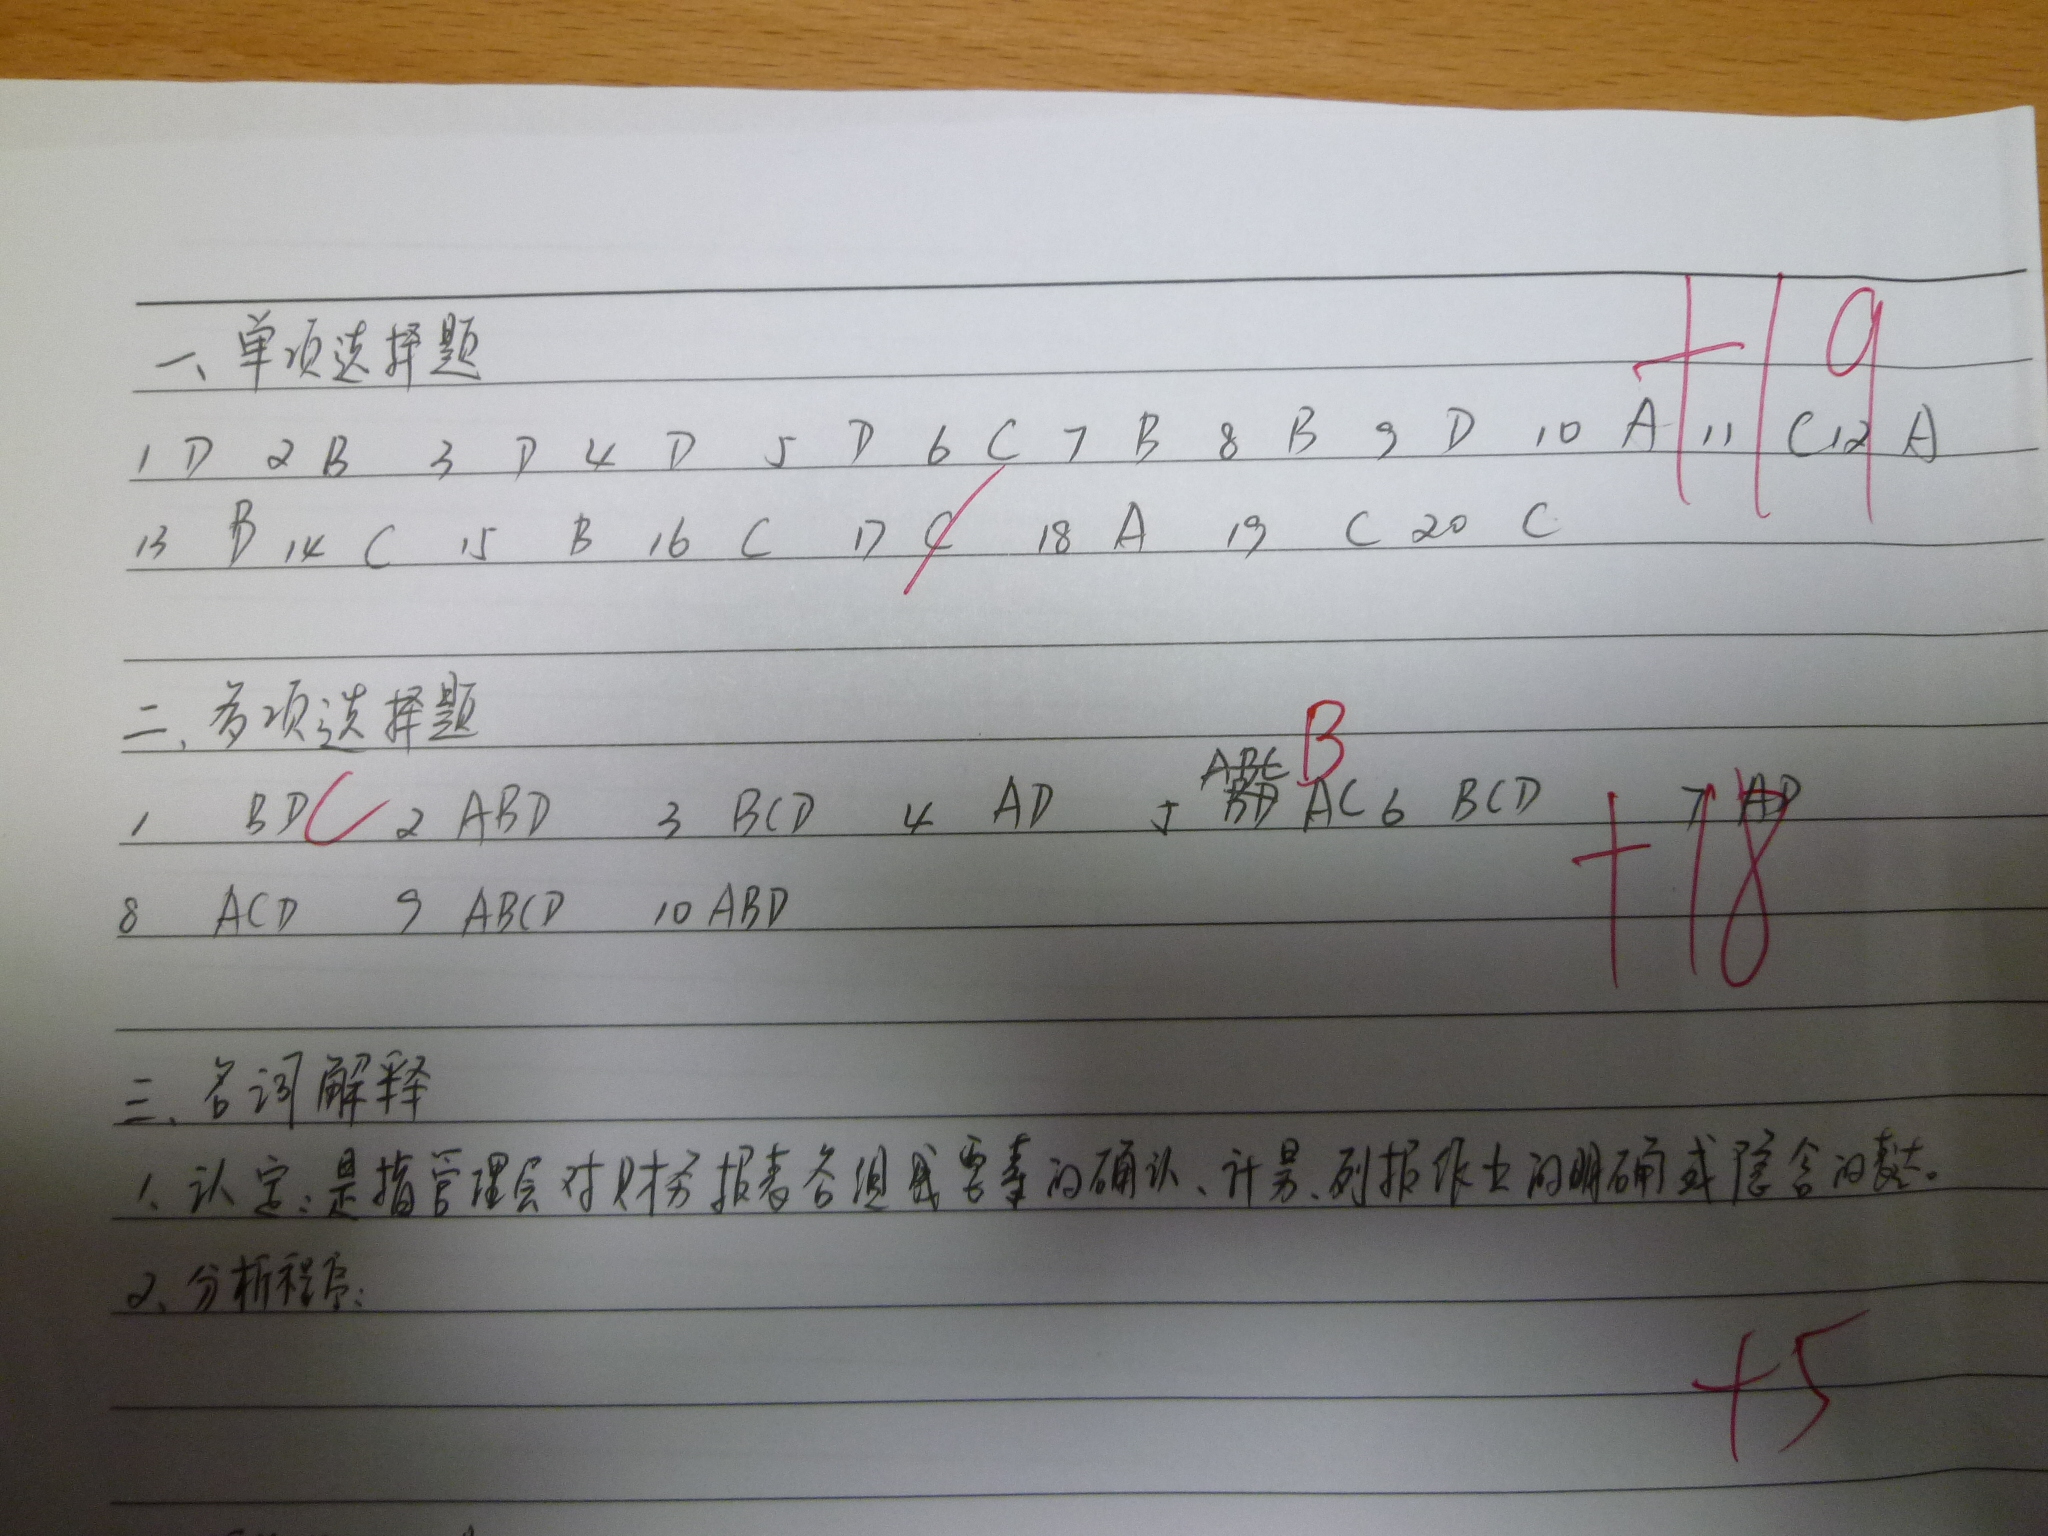 一、单项选择题 +19
1 D 2 B 3 D 4 D 5 D 6 C 7 B 8 B 9 D 10 A 11 C 12 A
13 B 14 C 15 B 16 C 17 C 18 A 19 C 20 C
二、多项选择题
1 BD C 2 ABD 3 BCD 4 AD 5 ABC BD AC B 6 BCD 7 AD +18
8 ACD 9 ABCD 10 ABD
三、名词解释
1、认定：是指管理层对财务报表各组成要素的确认、计量、列报作出的明确或隐含的表达。
2、分析程序：
+5